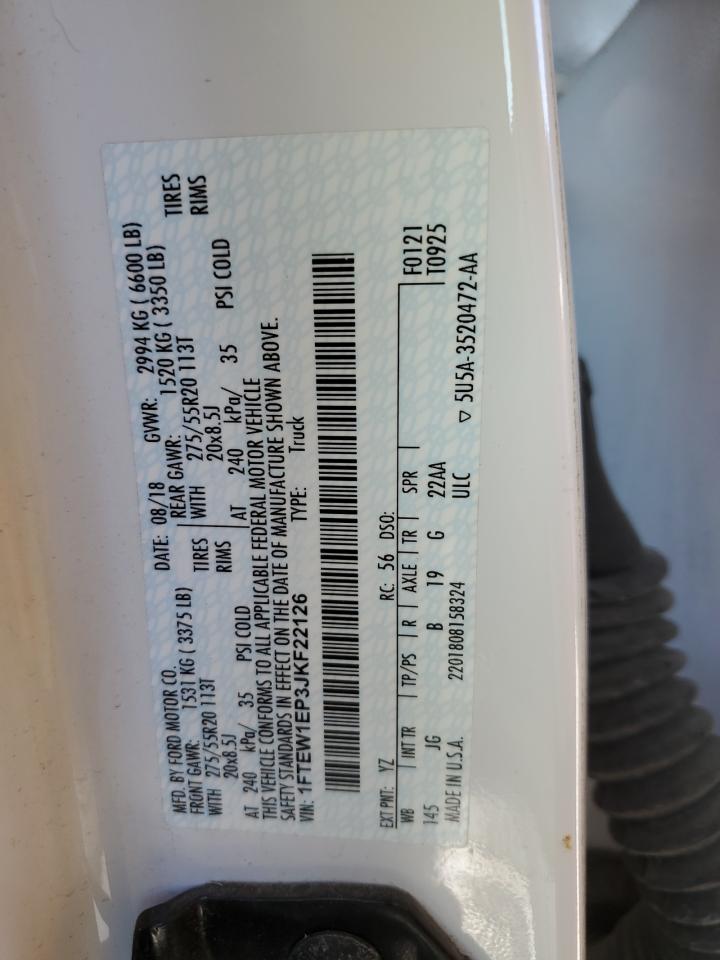 MFD. BY FORD MOTOR CO. DATE: 08/18 GVWR: 2994 KG ( 6600 LB)
FRONT GAWR: 1531 KG ( 3375 LB) REAR GAWR: 1520 KG ( 3350 LB)
WITH 275/55R20 113T TIRES WITH 275/55R20 113T TIRES
20x8.5J RIMS 20x8.5J RIMS
AT 240 kPa/ 35 PSI COLD AT 240 kPa/ 35 PSI COLD
THIS VEHICLE CONFORMS TO ALL APPLICABLE FEDERAL MOTOR VEHICLE
SAFETY STANDARDS IN EFFECT ON THE DATE OF MANUFACTURE SHOWN ABOVE.
VIN: 1FTEW1EP3JKF22126 TYPE: Truck
EXT PNT: YZ RC: 56 DSO: F0121
WB INT TR TP/PS R AXLE TR SPR T0925
145 JG B 19 G 22AA
MADE IN U.S.A. 2201808158324 ULC ▽ 5U5A-3520472-AA